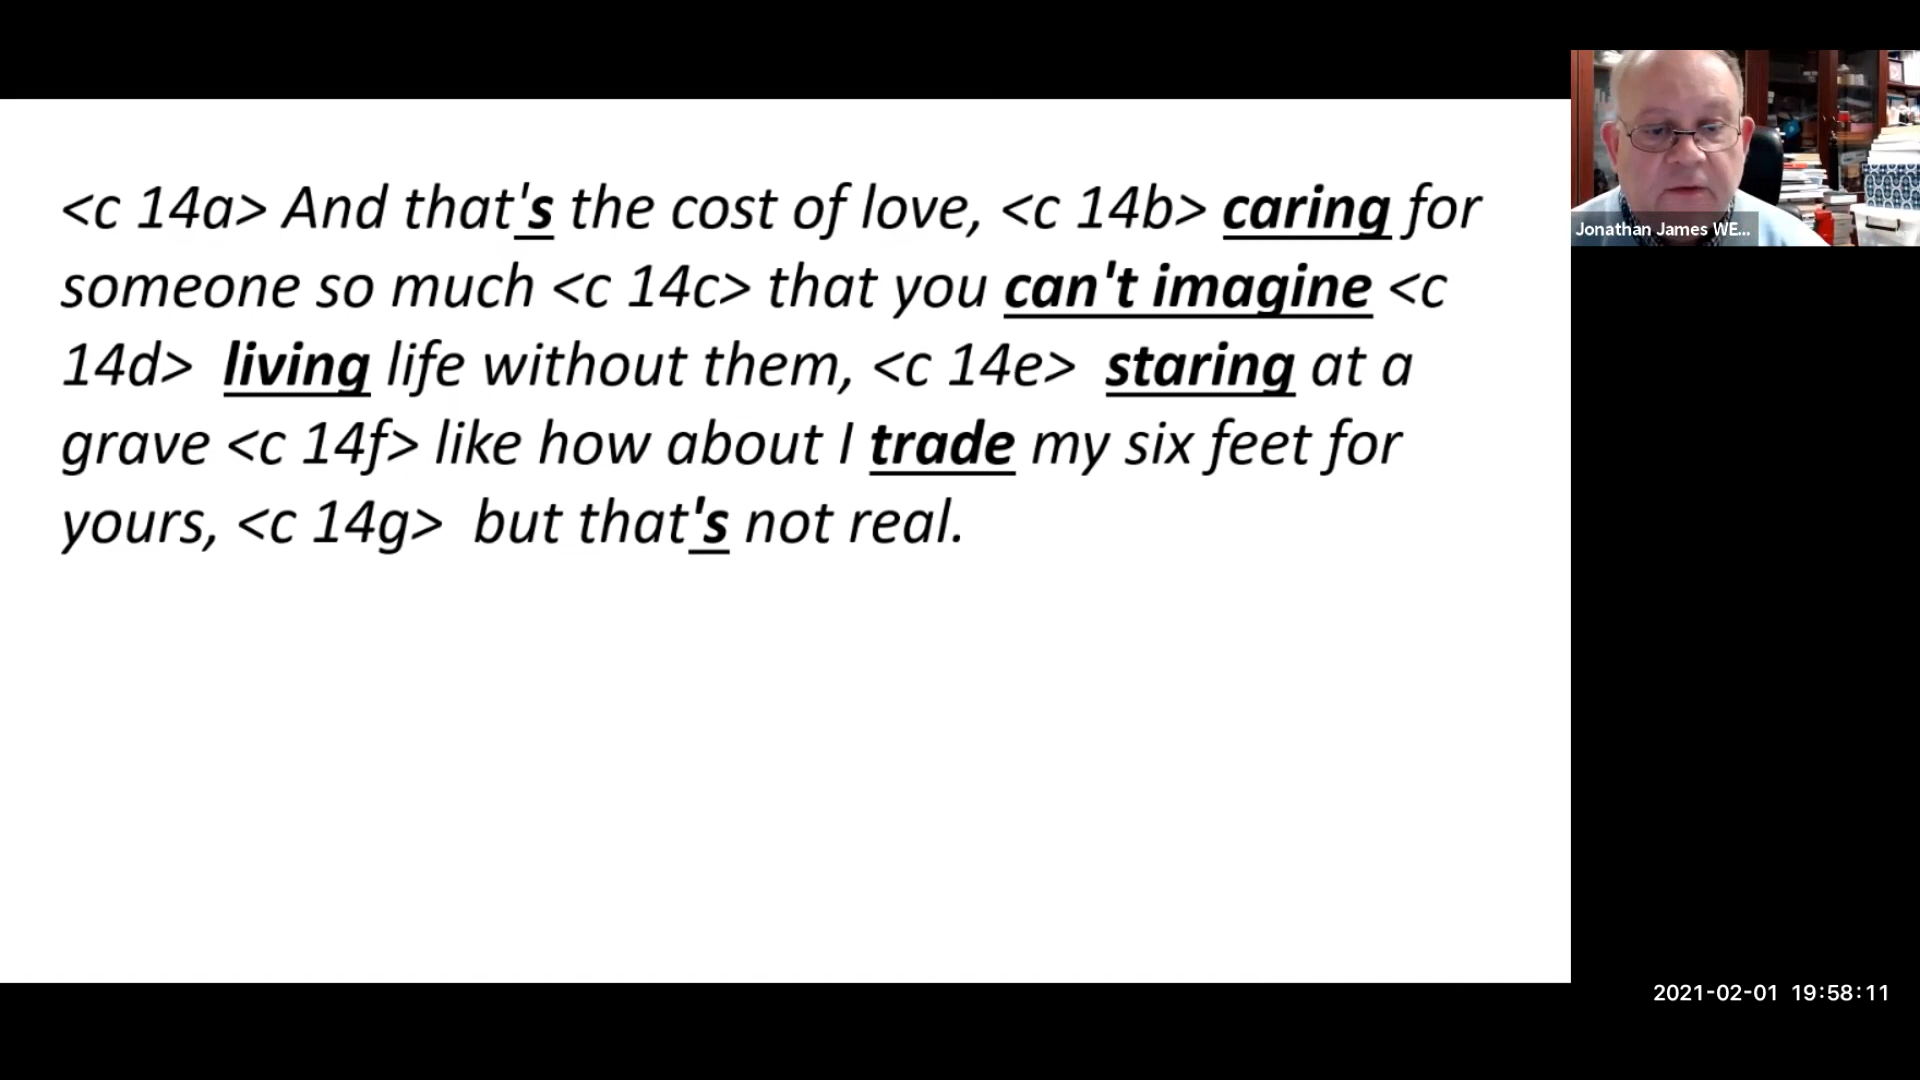 <c 14a> And that's the cost of love, <c 14b> caring for
someone so much <c 14c> that you can't imagine <c
14d> living life without them, <c 14e> staring at a
grave <c 14f> like how about I trade my six feet for
yours, <c 14g> but that's not real.
Jonathan James WE...
2021-02-01 19:58:11